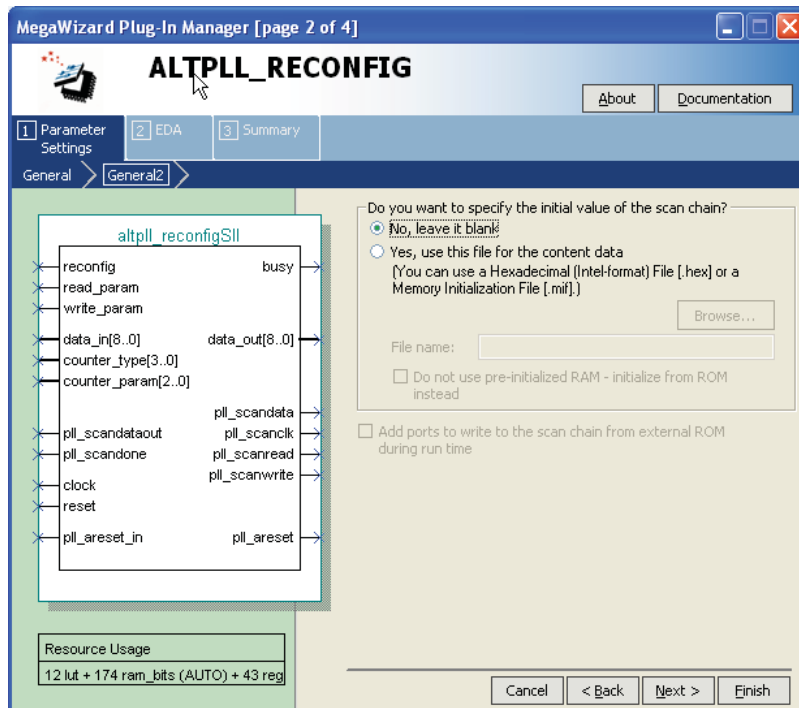 MegaWizard Plug-In Manager [page 2 of 4]
ALTPLL_RECONFIG
About
Documentation
1 Parameter Settings
2 EDA
3 Summary
General
General2
altpll_reconfigSII
reconfig
busy
read_param
write_param
data_in[8..0]
data_out[8..0]
counter_type[3..0]
counter_param[2..0]
pll_scandata
pll_scandataout
pll_scanclk
pll_scandone
pll_scanread
pll_scanwrite
clock
reset
pll_areset_in
pll_areset
Resource Usage
12 lut + 174 ram_bits (AUTO) + 43 reg
Do you want to specify the initial value of the scan chain?
No, leave it blank
Yes, use this file for the content data
(You can use a Hexadecimal (Intel-format) File [.hex] or a
Memory Initialization File [.mif].)
Browse...
File name:
Do not use pre-initialized RAM - initialize from ROM
instead
Add ports to write to the scan chain from external ROM
during run time
Cancel
< Back
Next >
Finish